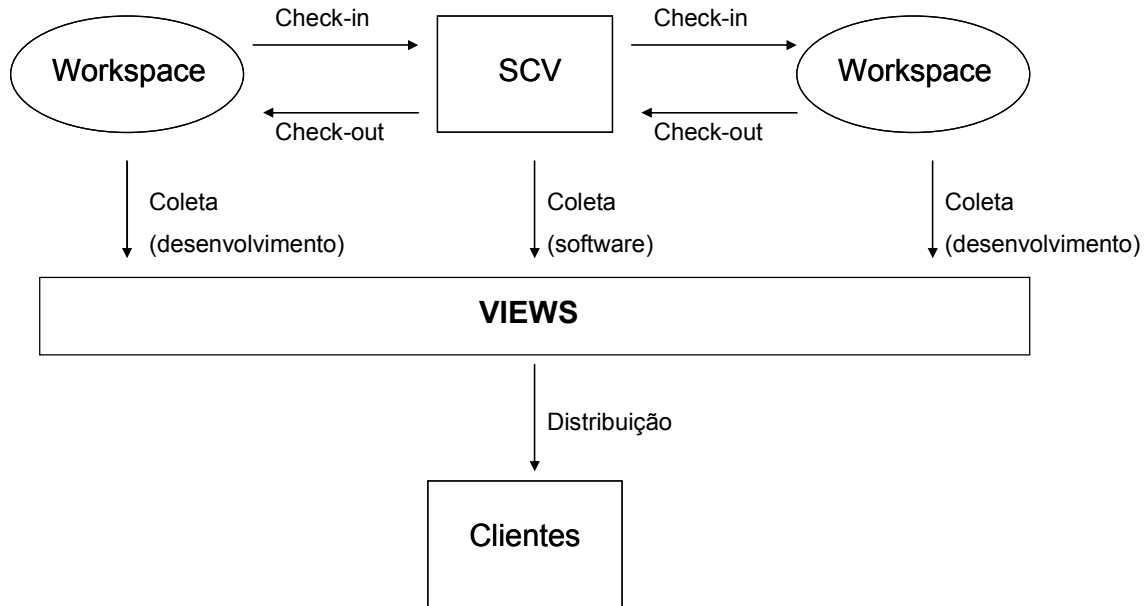 Check-in
Check-in
Workspace
SCV
Workspace
Check-out
Check-out
Coleta
(desenvolvimento)
Coleta
(software)
Coleta
(desenvolvimento)
VIEWS
Distribuição
Clientes